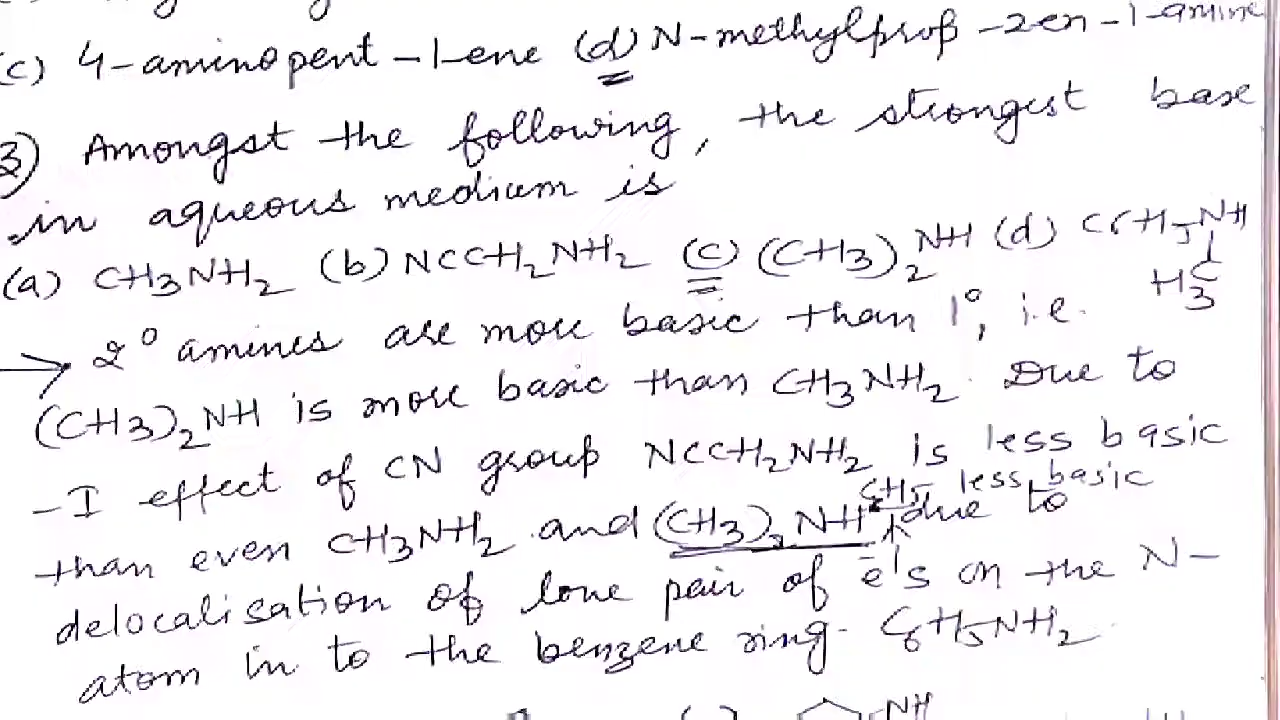 (c) 4-aminopent-1-ene (d) N-methylprop-2en-1-amine
3) Amongst the following, the strongest base
in aqueous medium is
(a) CH3NH2 (b) NCCH2NH2 (c) (CH3)2NH (d) C6H5NH
H3C
→ 2° amines are more basic than 1°, i.e.
(CH3)2NH is more basic than CH3NH2. Due to
-I effect of CN group NCCH2NH2 is less basic
C6H5 less basic
than even CH3NH2 and (CH3)2NH due to
delocalisation of lone pair of e's on the N-
atom in to the benzene ring. C6H5NH2
NH